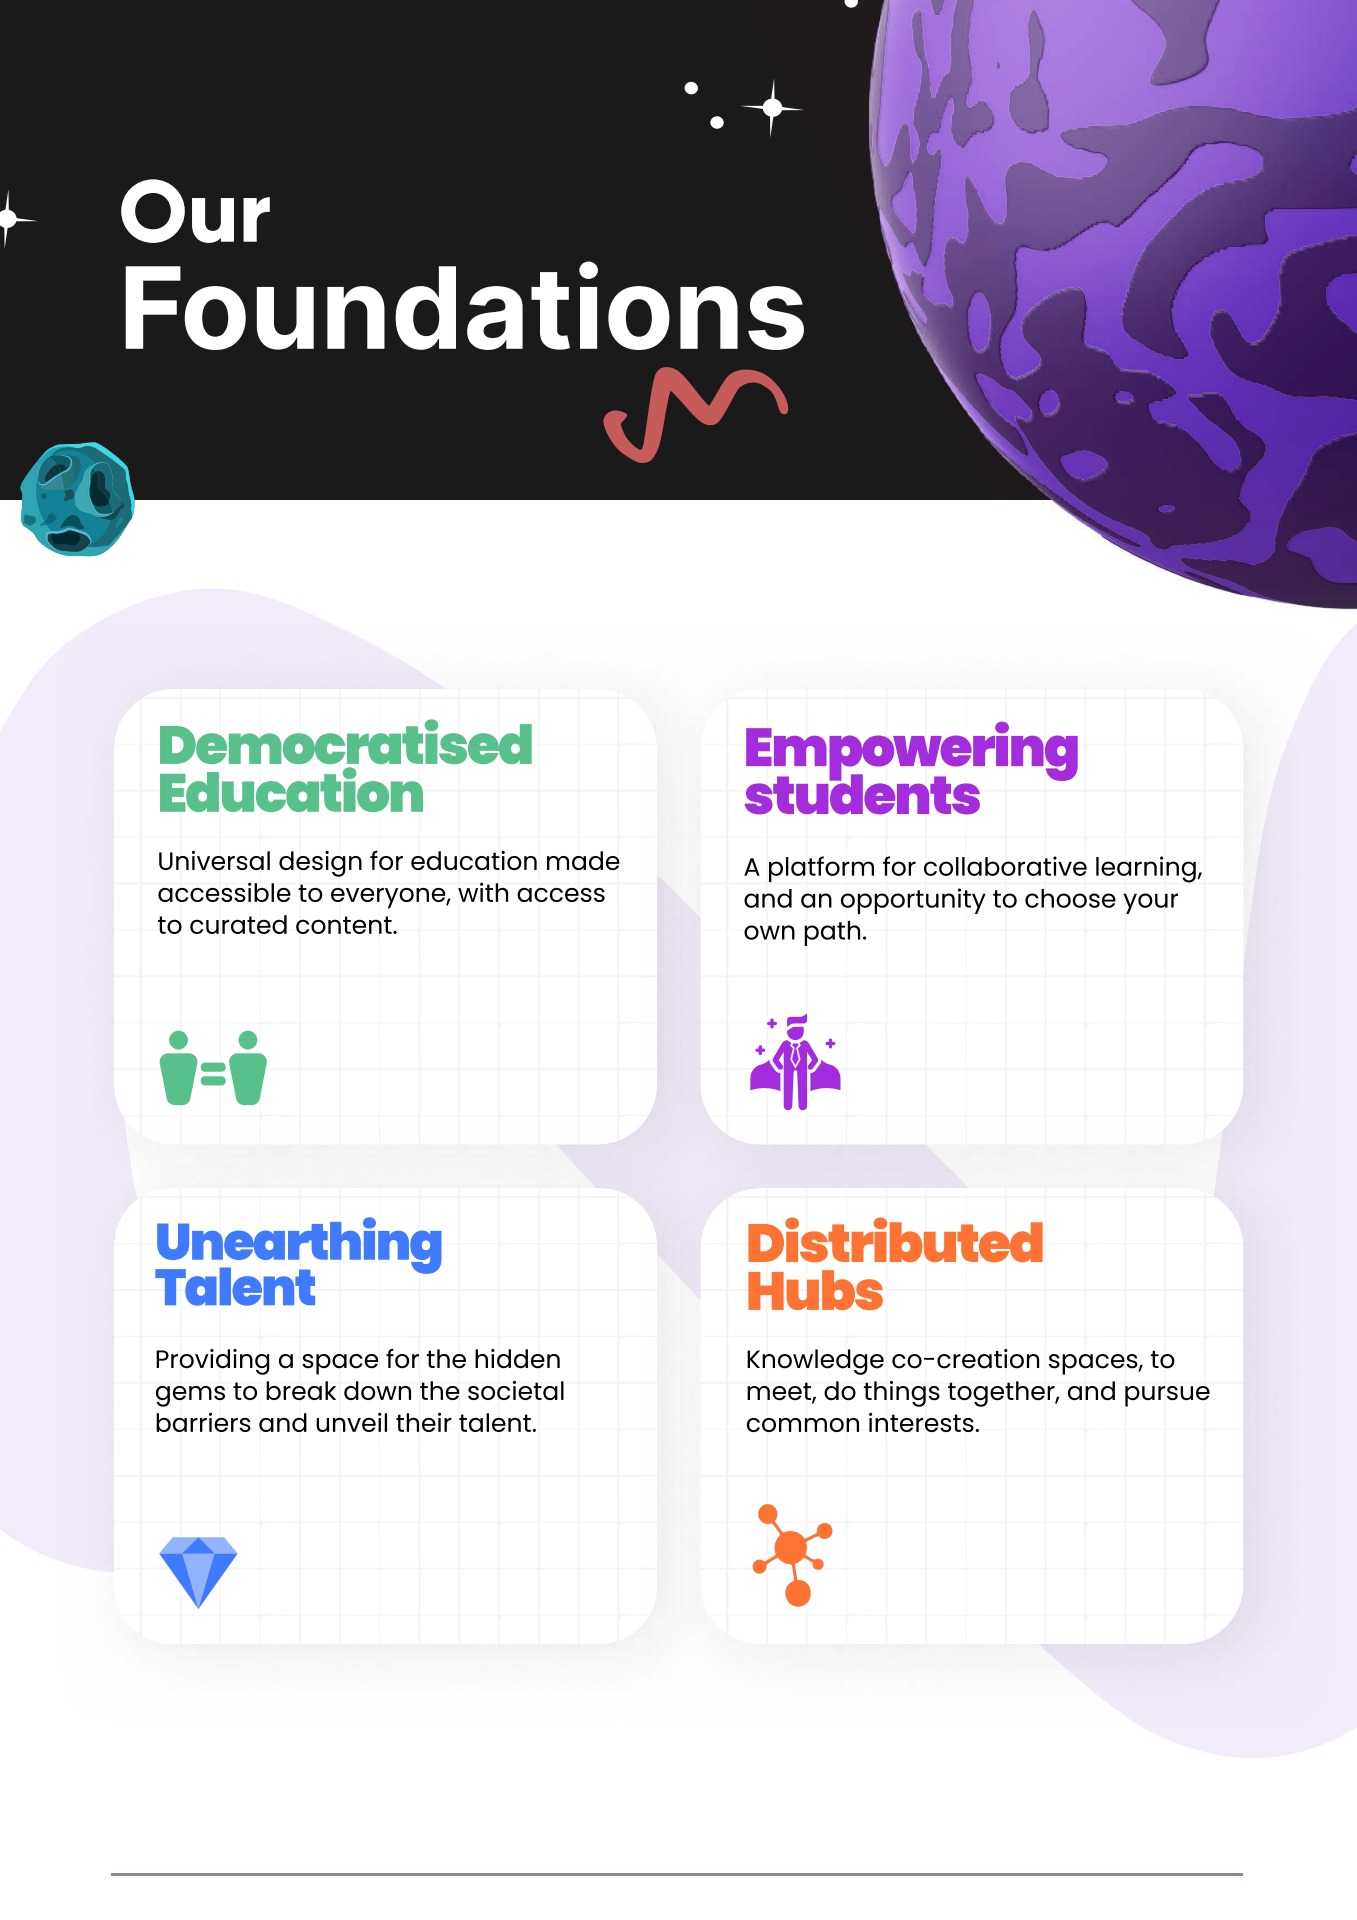 Our
Foundations
Democratised
Education
Universal design for education made
accessible to everyone, with access
to curated content.
Empowering
students
A platform for collaborative learning,
and an opportunity to choose your
own path.
Unearthing
Talent
Providing a space for the hidden
gems to break down the societal
barriers and unveil their talent.
Distributed
Hubs
Knowledge co-creation spaces, to
meet, do things together, and pursue
common interests.